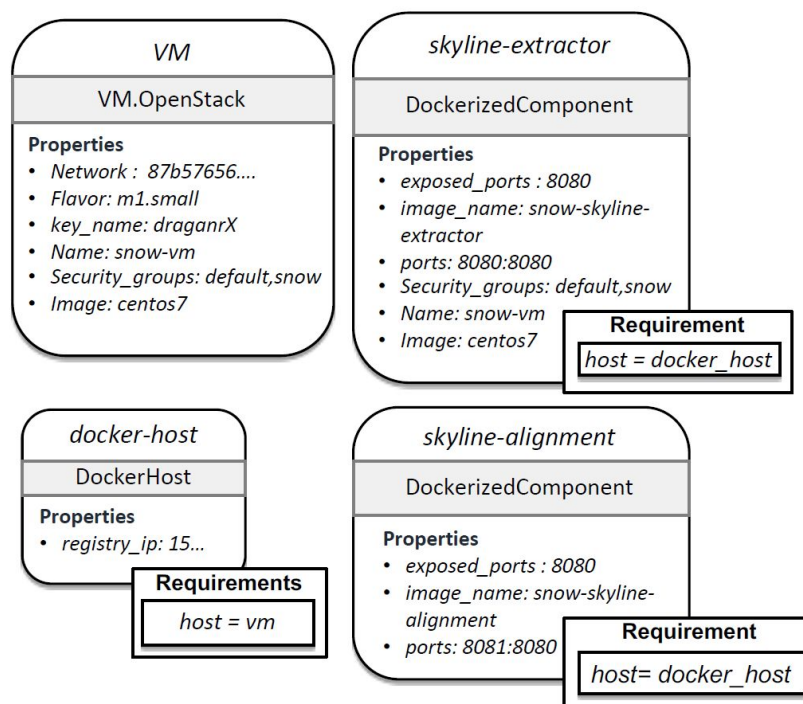 VM
VM.OpenStack
Properties
• Network : 87b57656....
• Flavor: m1.small
• key_name: draganrX
• Name: snow-vm
• Security_groups: default,snow
• Image: centos7
skyline-extractor
DockerizedComponent
Properties
• exposed_ports : 8080
• image_name: snow-skyline-
extractor
• ports: 8080:8080
• Security_groups: default,snow
• Name: snow-vm
• Image: centos7
Requirement
host = docker_host
docker-host
DockerHost
Properties
• registry_ip: 15...
Requirements
host = vm
skyline-alignment
DockerizedComponent
Properties
• exposed_ports : 8080
• image_name: snow-skyline-
alignment
• ports: 8081:8080
Requirement
host= docker_host